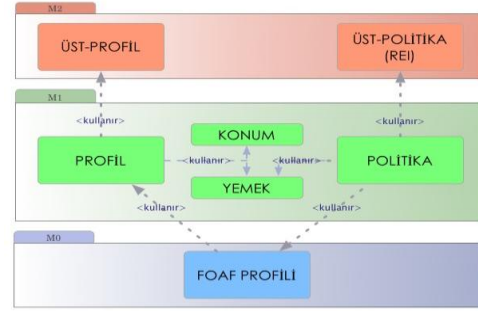 M2
ÜST-PROFİL
ÜST-POLİTİKA
(REI)
<kullanır>
<kullanır>
M1
KONUM
PROFİL
<kullanır>
<kullanır>
POLİTİKA
YEMEK
<kullanır>
<kullanır>
M0
FOAF PROFİLİ